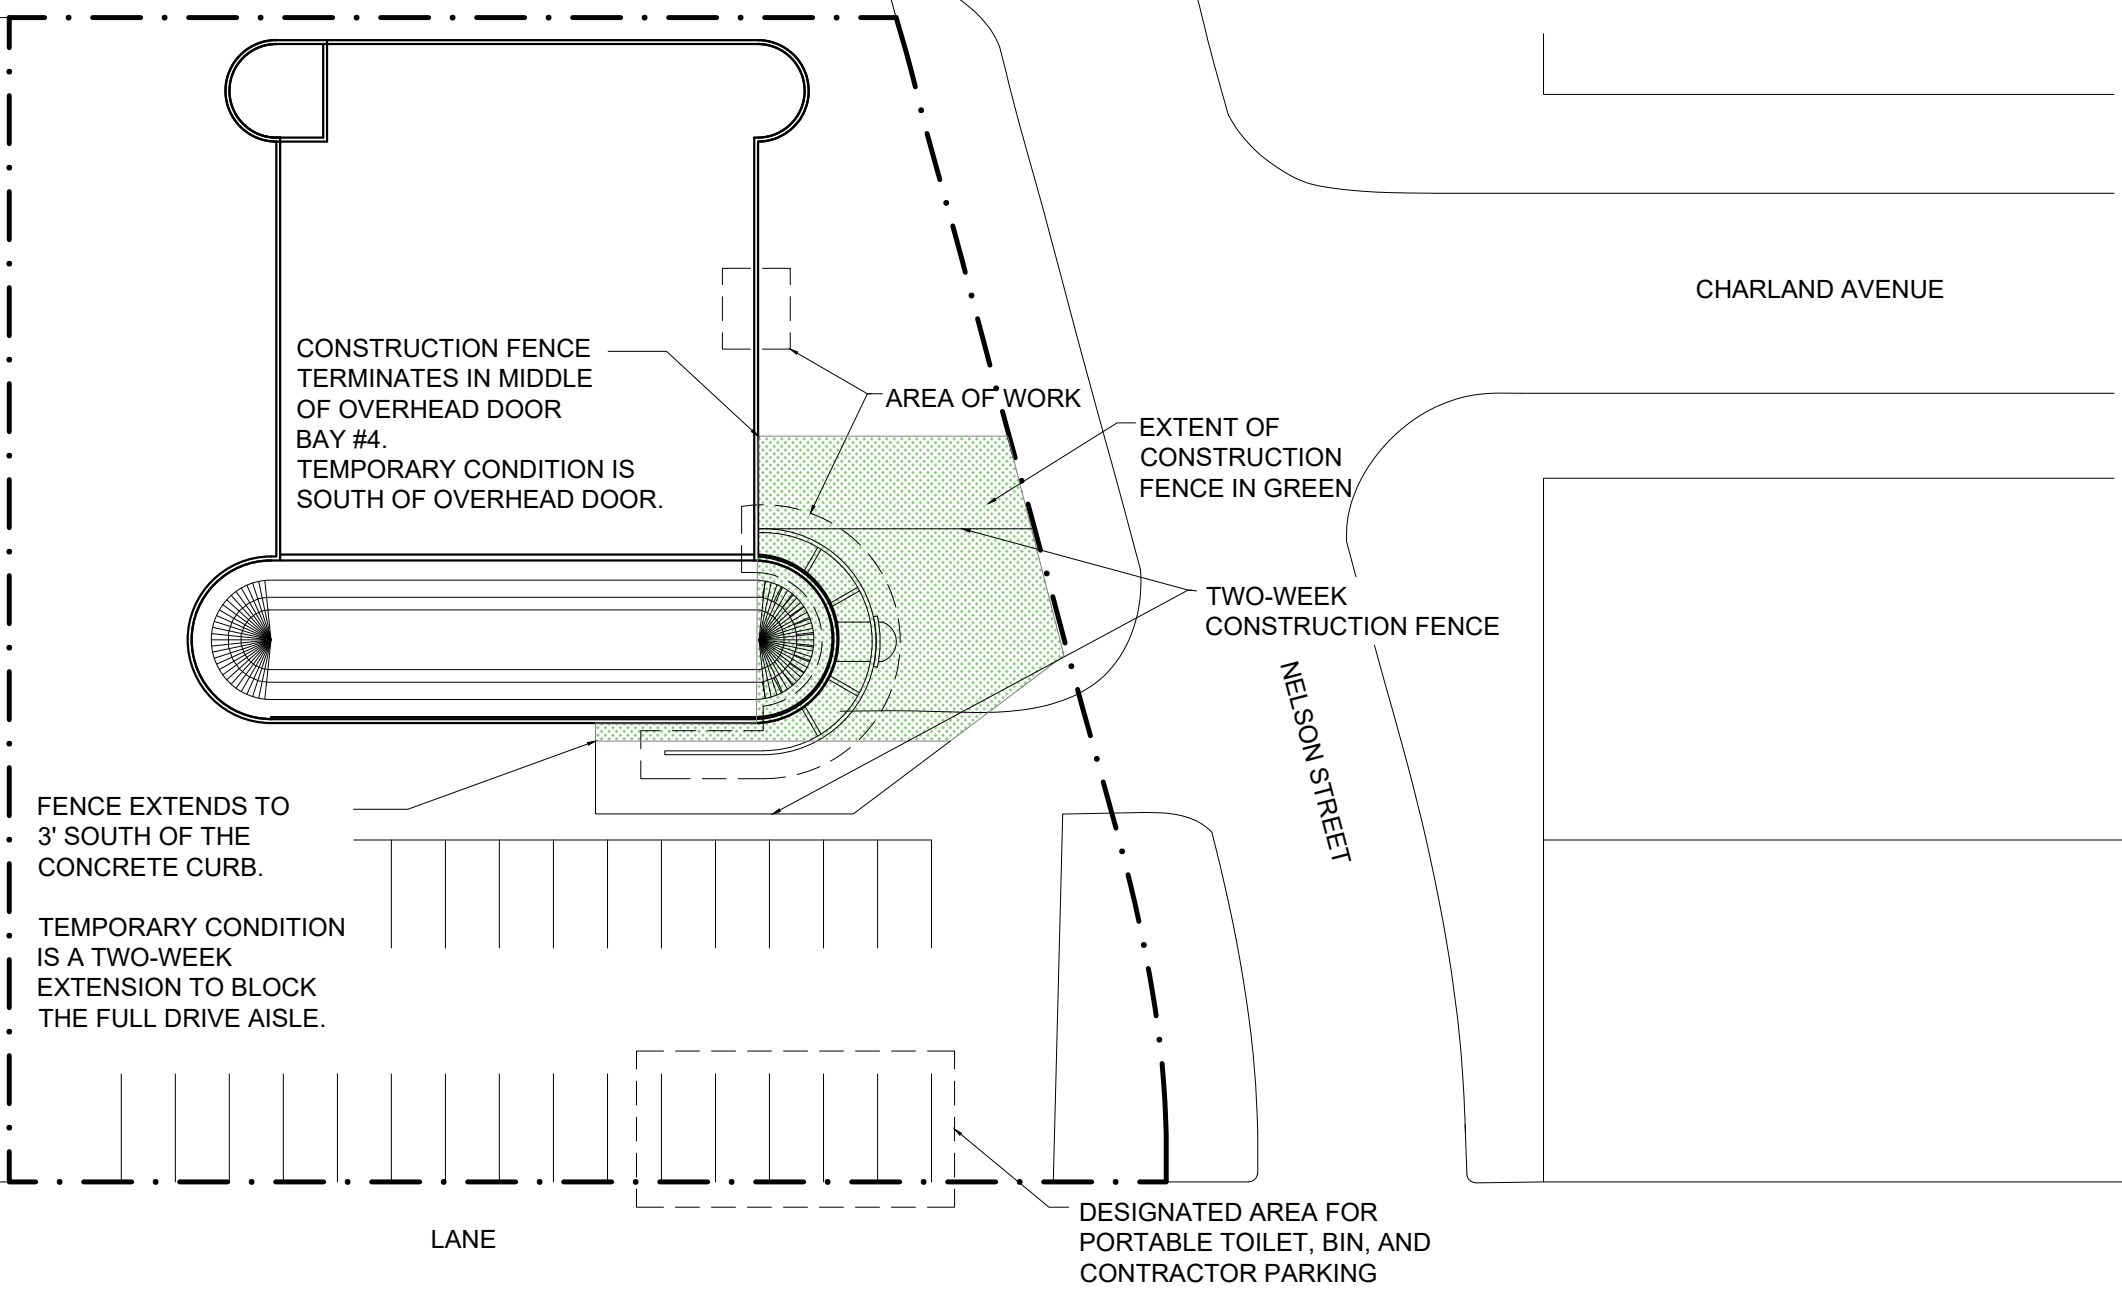 CHARLAND AVENUE
CONSTRUCTION FENCE
TERMINATES IN MIDDLE
OF OVERHEAD DOOR
BAY #4.
TEMPORARY CONDITION IS
SOUTH OF OVERHEAD DOOR.
AREA OF WORK
EXTENT OF
CONSTRUCTION
FENCE IN GREEN
TWO-WEEK
CONSTRUCTION FENCE
NELSON STREET
FENCE EXTENDS TO
3' SOUTH OF THE
CONCRETE CURB.
TEMPORARY CONDITION
IS A TWO-WEEK
EXTENSION TO BLOCK
THE FULL DRIVE AISLE.
LANE
DESIGNATED AREA FOR
PORTABLE TOILET, BIN, AND
CONTRACTOR PARKING